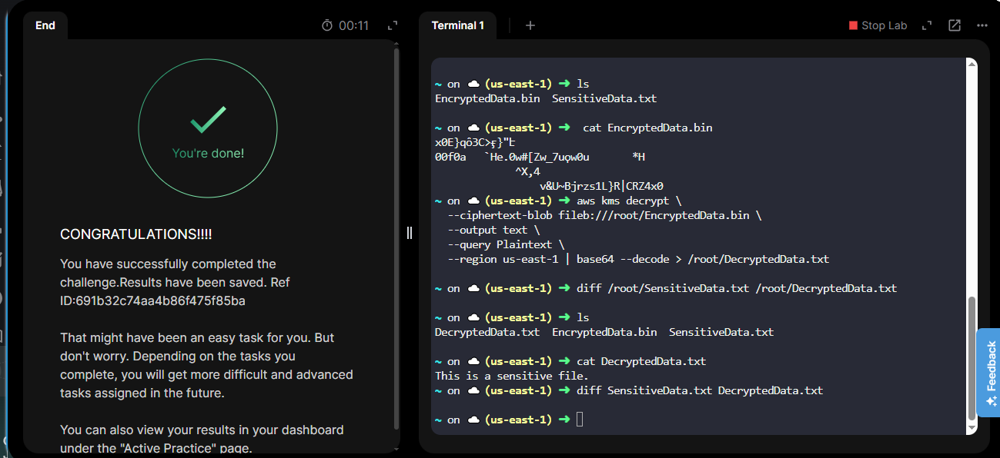 End
00:11
You're done!
CONGRATULATIONS!!!!
You have successfully completed the
challenge.Results have been saved. Ref
ID:691b32c74aa4b86f475f85ba
That might have been an easy task for you. But
don't worry. Depending on the tasks you
complete, you will get more difficult and advanced
tasks assigned in the future.
You can also view your results in your dashboard
under the "Active Practice" page.
Terminal 1
+
Stop Lab
~ on (us-east-1) ➜ ls
EncryptedData.bin  SensitiveData.txt
~ on (us-east-1) ➜  cat EncryptedData.bin
00f0a   `He.0w#[Zw_7uọw0u       *H
^X,4
v&U~Bjrzs1L}R|CRZ4x0
~ on (us-east-1) ➜ aws kms decrypt \
--ciphertext-blob fileb:///root/EncryptedData.bin \
--output text \
--query Plaintext \
--region us-east-1 | base64 --decode > /root/DecryptedData.txt
~ on (us-east-1) ➜ diff /root/SensitiveData.txt /root/DecryptedData.txt
~ on (us-east-1) ➜ ls
DecryptedData.txt  EncryptedData.bin  SensitiveData.txt
~ on (us-east-1) ➜ cat DecryptedData.txt
This is a sensitive file.
~ on (us-east-1) ➜ diff SensitiveData.txt DecryptedData.txt
~ on (us-east-1) ➜
Feedback